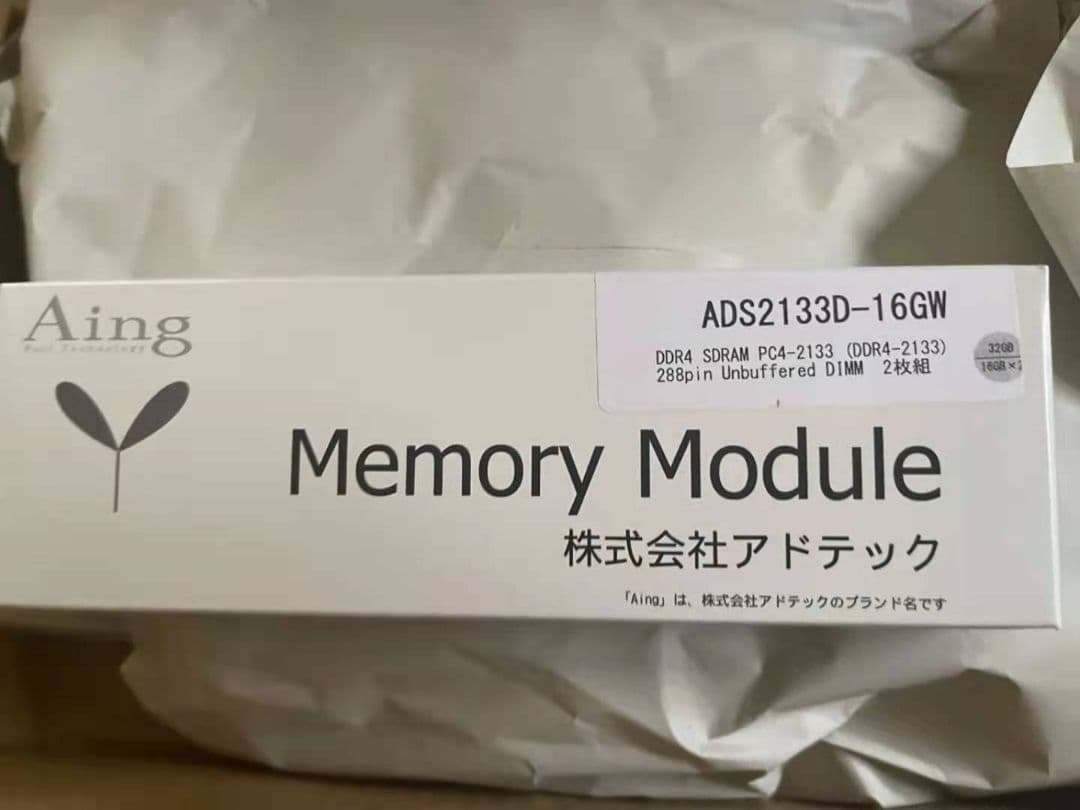 Aing
ADS2133D-16GW
DDR4 SDRAM PC4-2133 (DDR4-2133)
288pin Unbuffered DIMM 2枚組
32GB
16GB×2
Memory Module
株式会社アドテック
「Aing」は、株式会社アドテックのブランド名です